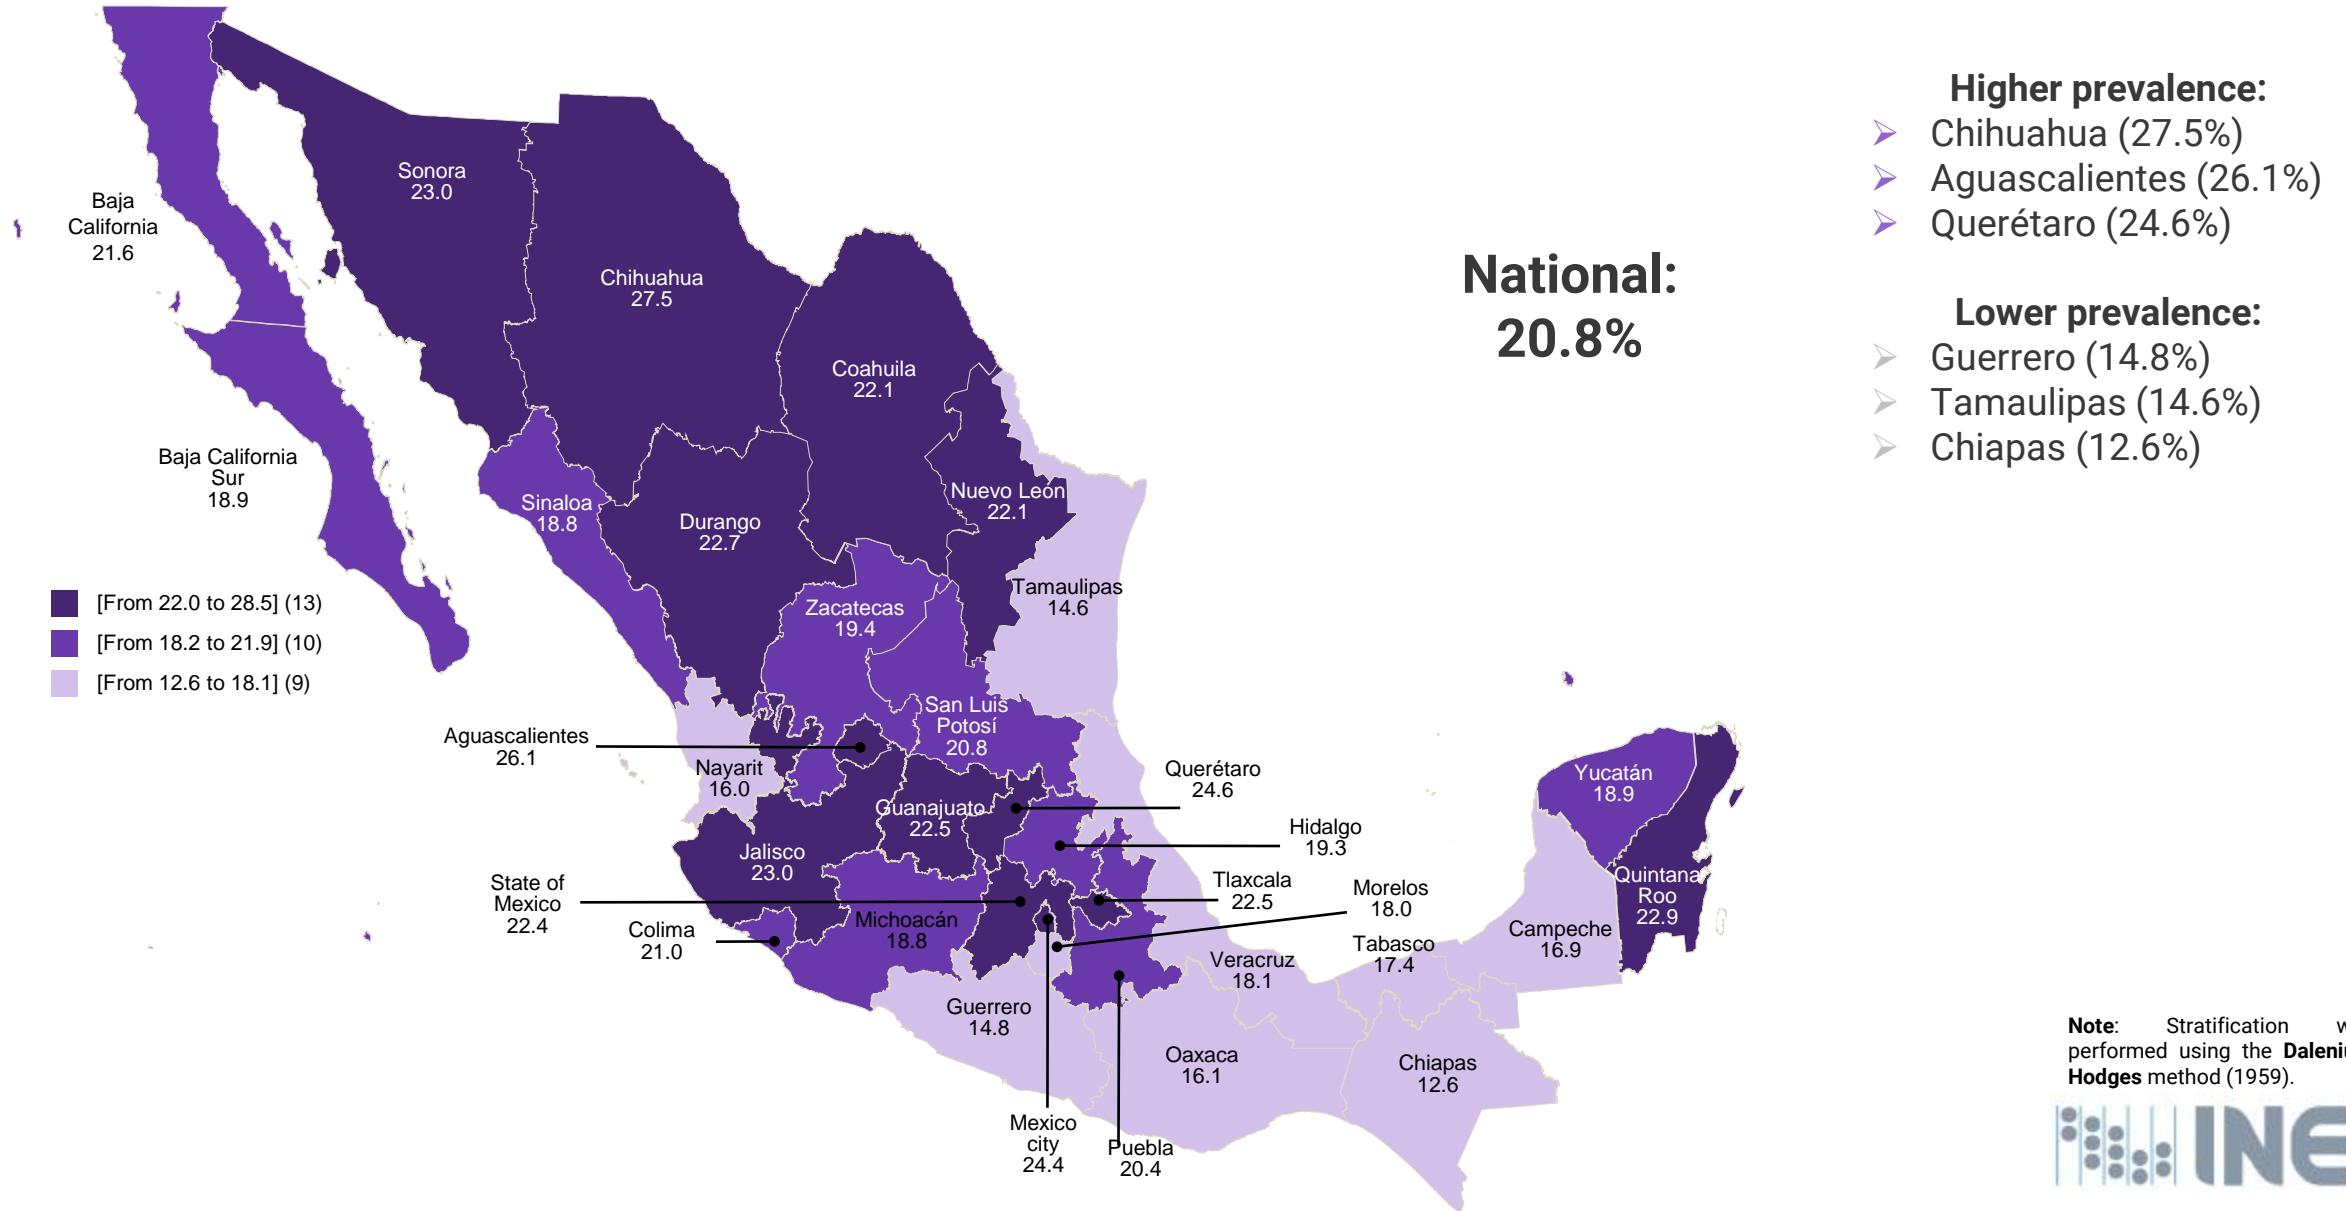 Higher prevalence:
Chihuahua (27.5%)
Aguascalientes (26.1%)
Querétaro (24.6%)
Lower prevalence:
Guerrero (14.8%)
Tamaulipas (14.6%)
Chiapas (12.6%)
National:
20.8%
Baja
California
21.6
Sonora
23.0
Chihuahua
27.5
Coahuila
22.1
Baja California
Sur
18.9
Sinaloa
18.8
Durango
22.7
Nuevo León
22.1
Tamaulipas
14.6
Zacatecas
19.4
[From 22.0 to 28.5] (13)
[From 18.2 to 21.9] (10)
[From 12.6 to 18.1] (9)
San Luis
Potosí
20.8
Aguascalientes
26.1
Nayarit
16.0
Guanajuato
22.5
Querétaro
24.6
Hidalgo
19.3
Jalisco
23.0
State of
Mexico
22.4
Colima
21.0
Michoacán
18.8
Tlaxcala
22.5
Morelos
18.0
Tabasco
17.4
Veracruz
18.1
Yucatán
18.9
Quintana
Roo
22.9
Campeche
16.9
Guerrero
14.8
Oaxaca
16.1
Chiapas
12.6
Mexico
city
24.4
Puebla
20.4
Note: Stratification
performed using the
Hodges method (1959).